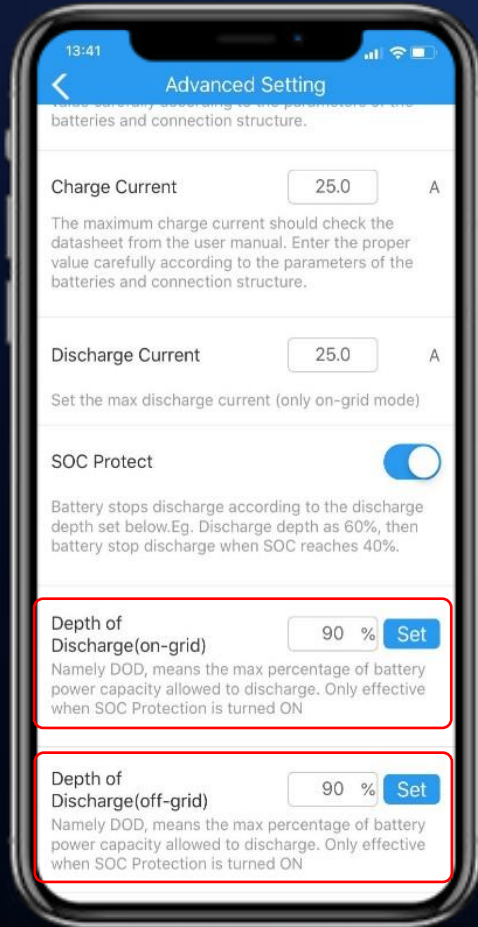 13:41
Advanced Setting
batteries and connection structure.
Charge Current 25.0 A
The maximum charge current should check the
datasheet from the user manual. Enter the proper
value carefully according to the parameters of the
batteries and connection structure.
Discharge Current 25.0 A
Set the max discharge current (only on-grid mode)
SOC Protect
Battery stops discharge according to the discharge
depth set below.Eg. Discharge depth as 60%, then
battery stop discharge when SOC reaches 40%.
Depth of
Discharge(on-grid) 90 % Set
Namely DOD, means the max percentage of battery
power capacity allowed to discharge. Only effective
when SOC Protection is turned ON
Depth of
Discharge(off-grid) 90 % Set
Namely DOD, means the max percentage of battery
power capacity allowed to discharge. Only effective
when SOC Protection is turned ON